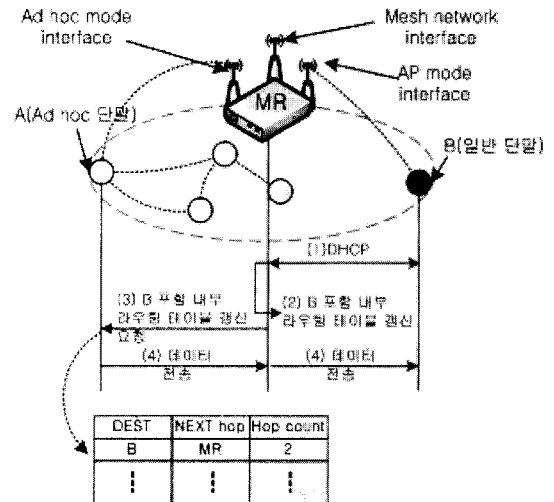 Ad hoc mode
interface
Mesh network
interface
AP mode
interface
MR
A(Ad hoc 단말)
B(일반 단말)
(1)DHCP
(3) B 포함 내부
라우팅 테이블 갱신
요청
(2) B 포함 내부
라우팅 테이블 갱신
(4) 데이터
전송
(4) 데이터
전송
DEST NEXT hop Hop count
B MR 2